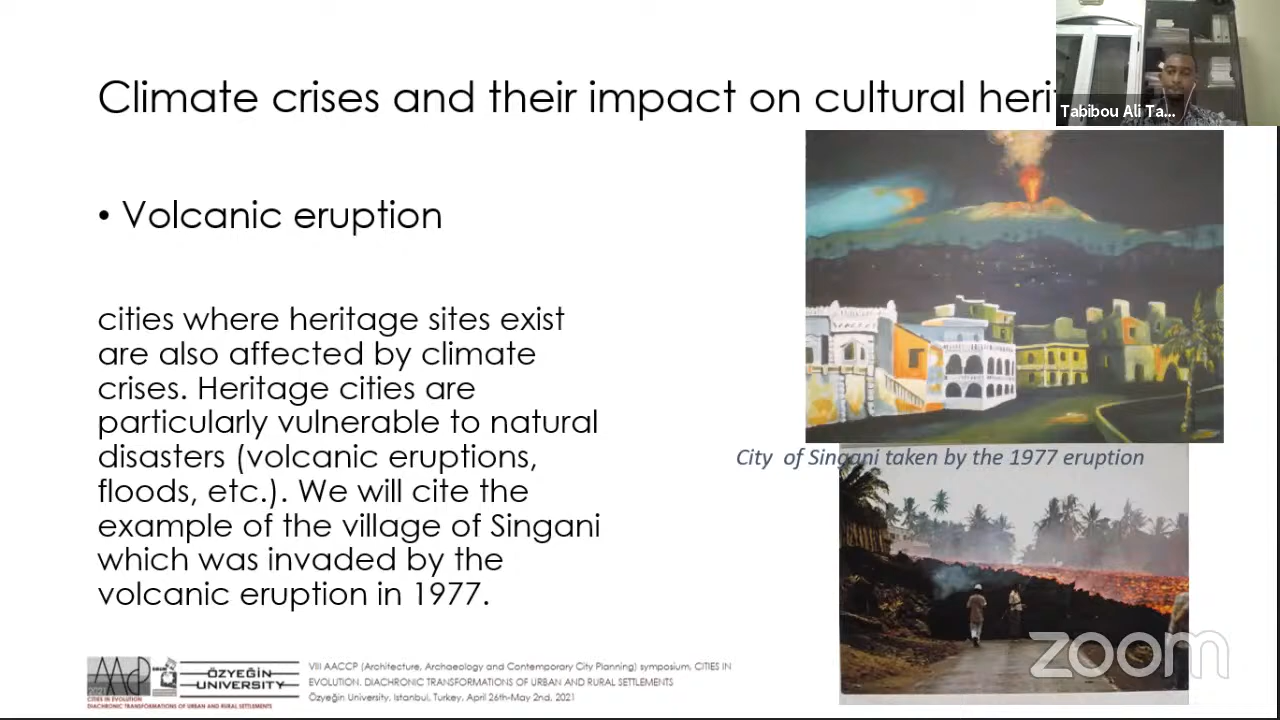 Climate crises and their impact on cultural heri
Tabibou Ali Ta...
• Volcanic eruption
cities where heritage sites exist
are also affected by climate
crises. Heritage cities are
particularly vulnerable to natural
disasters (volcanic eruptions,
floods, etc.). We will cite the
example of the village of Singani
which was invaded by the
volcanic eruption in 1977.
City of Singani taken by the 1977 eruption
zoom
ÖZYEĞİN
UNIVERSITY
CITIES IN EVOLUTION
DIACHRONIC TRANSFORMATIONS OF URBAN AND RURAL SETTLEMENTS
VIII AACCP (Architecture, Archaeology and Contemporary City Planning) symposium, CITIES IN
EVOLUTION. DIACHRONIC TRANSFORMATIONS OF URBAN AND RURAL SETTLEMENTS
Özyeğin University, Istanbul, Turkey, April 26th-May 2nd, 2021